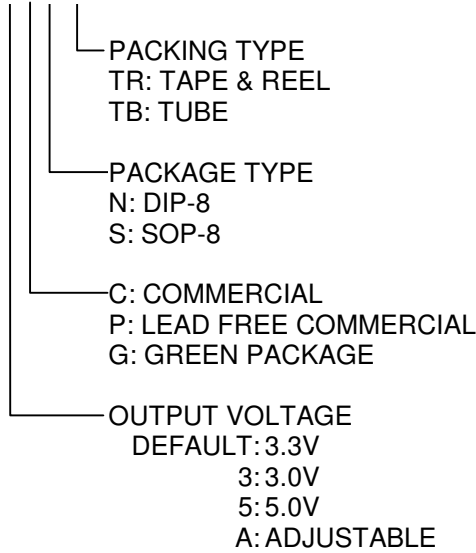 PACKING TYPE
TR: TAPE & REEL
TB: TUBE
PACKAGE TYPE
N: DIP-8
S: SOP-8
C: COMMERCIAL
P: LEAD FREE COMMERCIAL
G: GREEN PACKAGE
OUTPUT VOLTAGE
DEFAULT: 3.3V
3: 3.0V
5: 5.0V
A: ADJUSTABLE